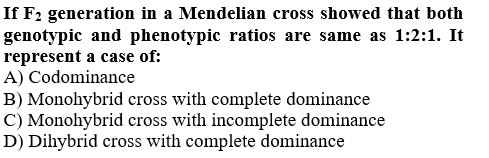 If F₂ generation in a Mendelian cross showed that both
genotypic and phenotypic ratios are same as 1:2:1. It
represent a case of:
A) Codominance
B) Monohybrid cross with complete dominance
C) Monohybrid cross with incomplete dominance
D) Dihybrid cross with complete dominance